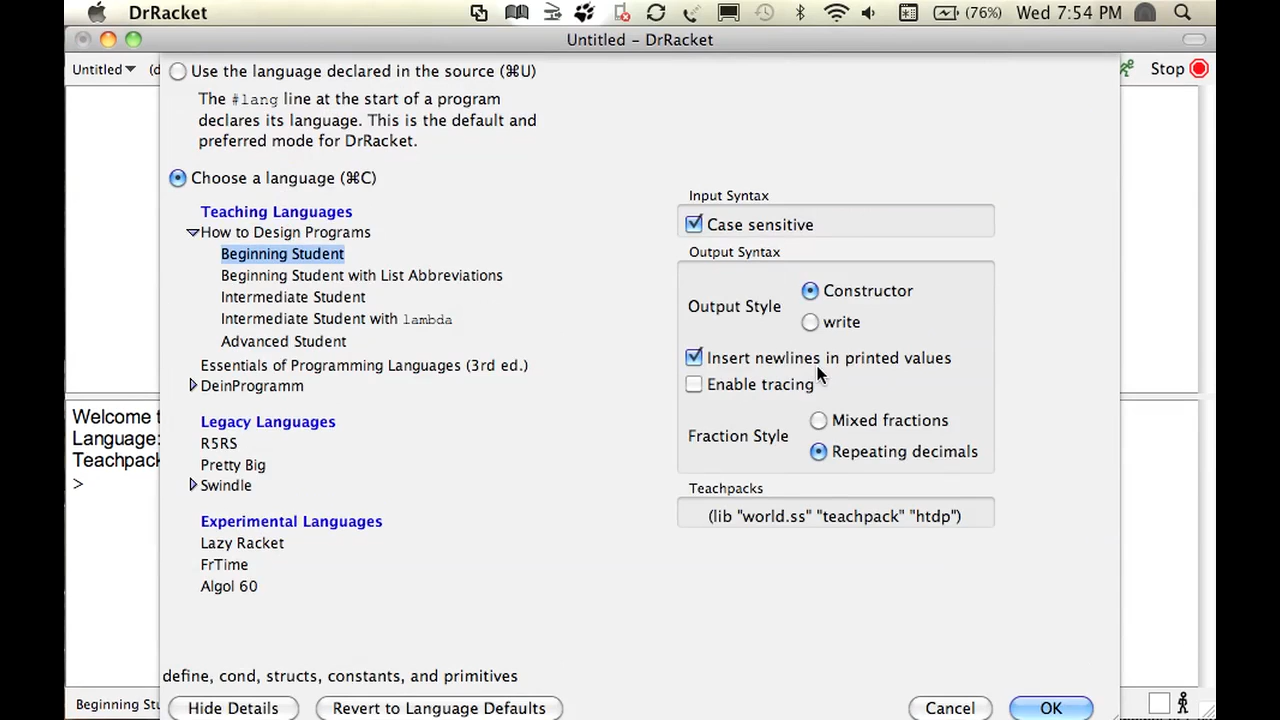 DrRacket (76%) Wed 7:54 PM
Untitled - DrRacket
Untitled (d Stop
Use the language declared in the source (⌘U)
The #lang line at the start of a program
declares its language. This is the default and
preferred mode for DrRacket.
Choose a language (⌘C)
Teaching Languages
How to Design Programs
Beginning Student
Beginning Student with List Abbreviations
Intermediate Student
Intermediate Student with lambda
Advanced Student
Essentials of Programming Languages (3rd ed.)
DeinProgramm
Legacy Languages
R5RS
Pretty Big
Swindle
Experimental Languages
Lazy Racket
FrTime
Algol 60
Input Syntax
Case sensitive
Output Syntax
Output Style
Constructor
write
Insert newlines in printed values
Enable tracing
Fraction Style
Mixed fractions
Repeating decimals
Teachpacks
(lib "world.ss" "teachpack" "htdp")
Welcome t
Language:
Teachpack
>
define, cond, structs, constants, and primitives
Beginning Stu
Hide Details Revert to Language Defaults Cancel OK